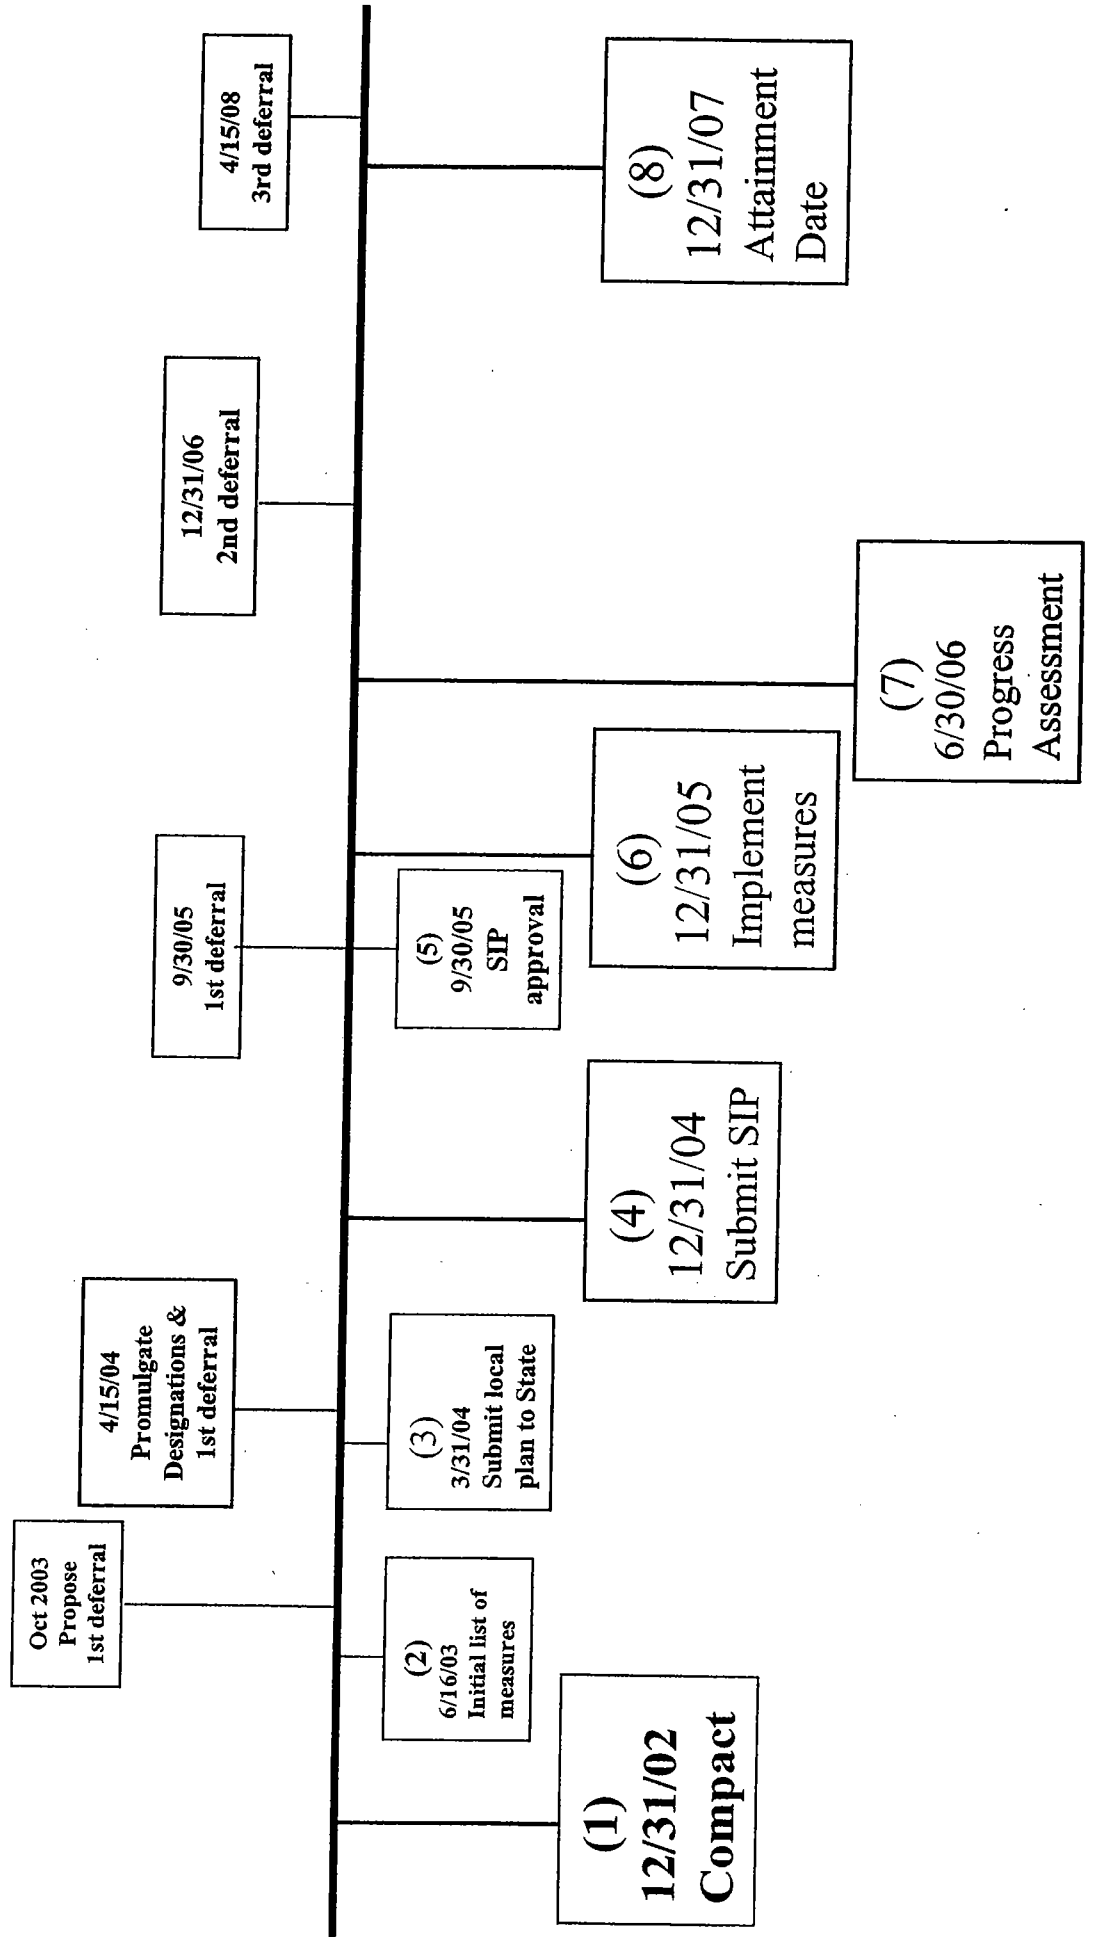 Oct 2003
Propose
1st deferral
4/15/04
Promulgate
Designations &
1st deferral
9/30/05
1st deferral
12/31/06
2nd deferral
4/15/08
3rd deferral
(1)
12/31/02
Compact
(2)
6/16/03
Initial list of
measures
(3)
3/31/04
Submit local
plan to State
(4)
12/31/04
Submit SIP
(5)
9/30/05
SIP
approval
(6)
12/31/05
Implement
measures
(7)
6/30/06
Progress
Assessment
(8)
12/31/07
Attainment
Date